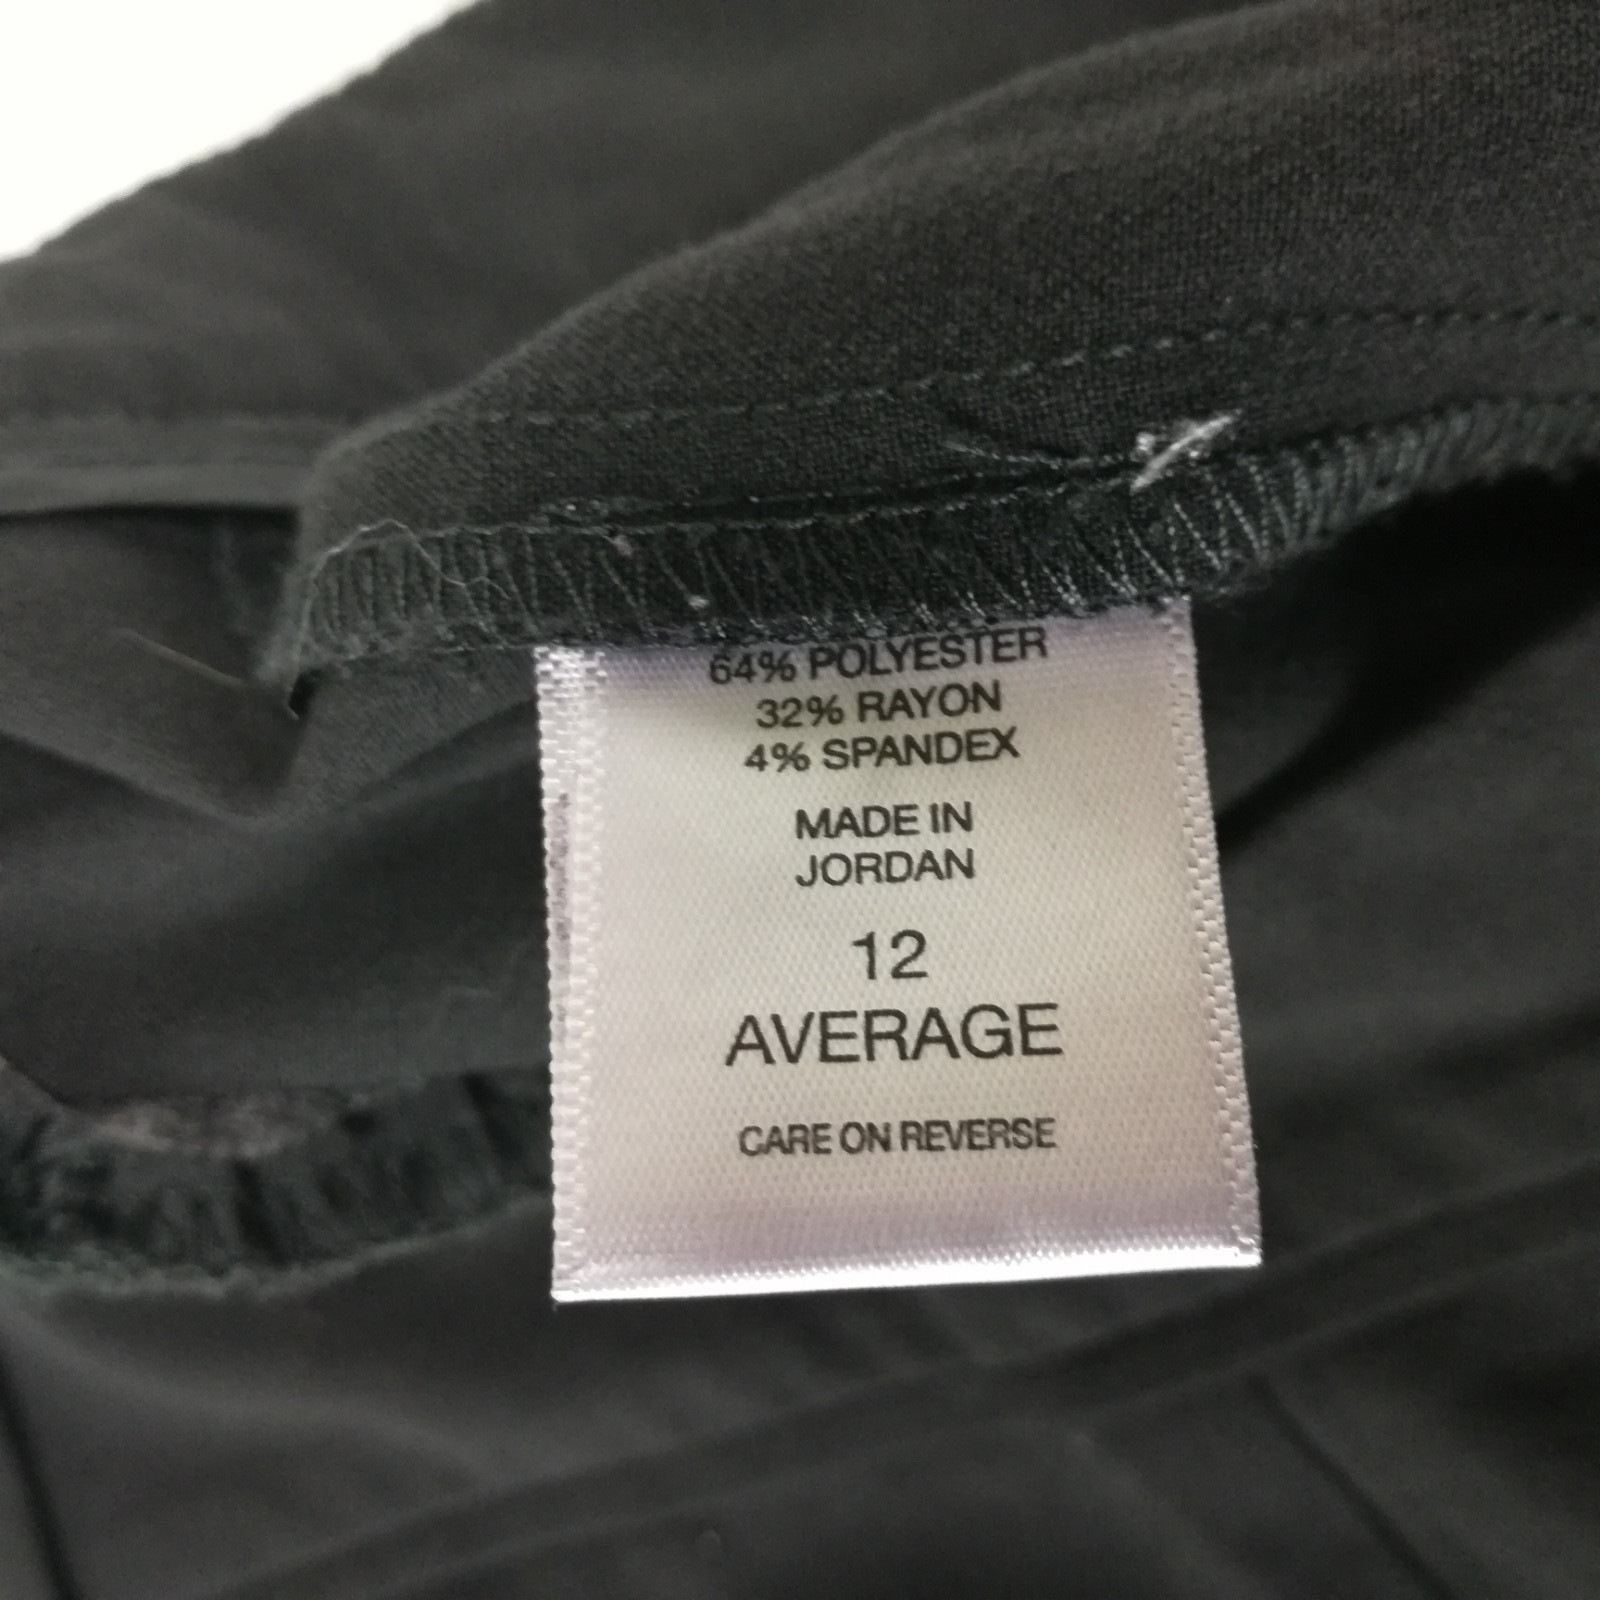 64% POLYESTER
32% RAYON
4% SPANDEX
MADE IN
JORDAN
12
AVERAGE
CARE ON REVERSE